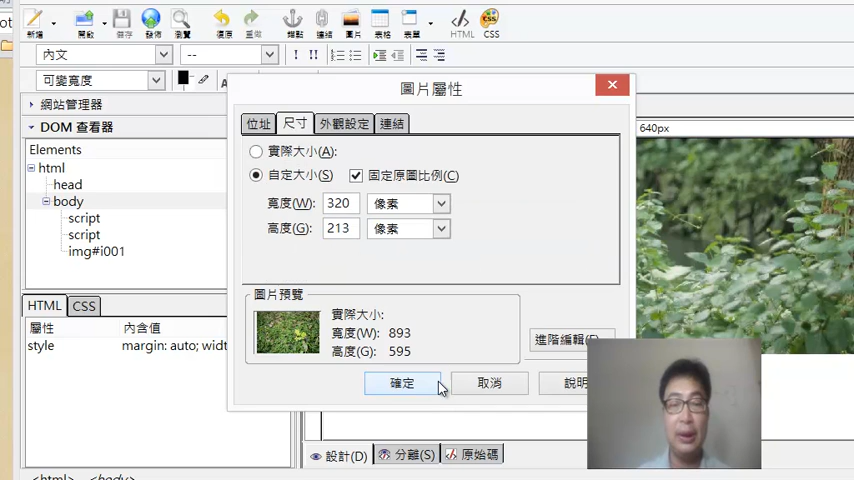 新增 開啟 儲存 發佈 瀏覽 復原 重做 錨點 連結 圖片 表格 表單 HTML CSS
內文 --
可變寬度
圖片屬性
網站管理器
DOM 查看器
Elements
html
head
body
script
script
img#i001
位址 尺寸 外觀設定 連結
640px
實際大小(A):
自定大小(S) 固定原圖比例(C)
寬度(W): 320 像素
高度(G): 213 像素
圖片預覽
實際大小:
寬度(W): 893
高度(G): 595
進階編輯(E)
確定 取消 說明
HTML CSS
屬性 內含值
style margin: auto; widt
設計(D) 分離(S) 原始碼
<html> <body>